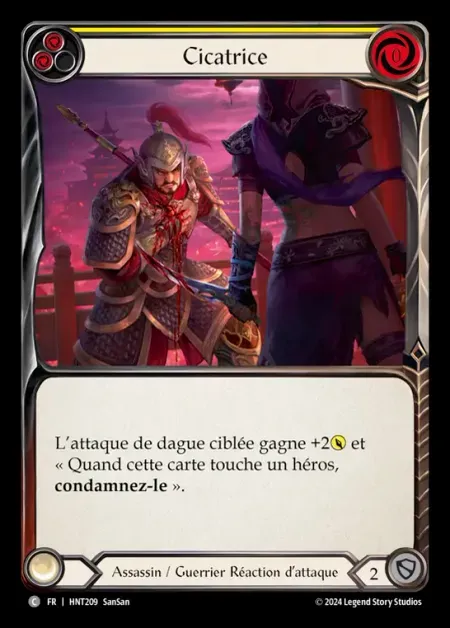 0
Cicatrice
L'attaque de dague ciblée gagne +2 et
« Quand cette carte touche un héros,
condamnez-le ».
Assassin / Guerrier Réaction d'attaque
2
C FR | HNT209 SanSan
© 2024 Legend Story Studios